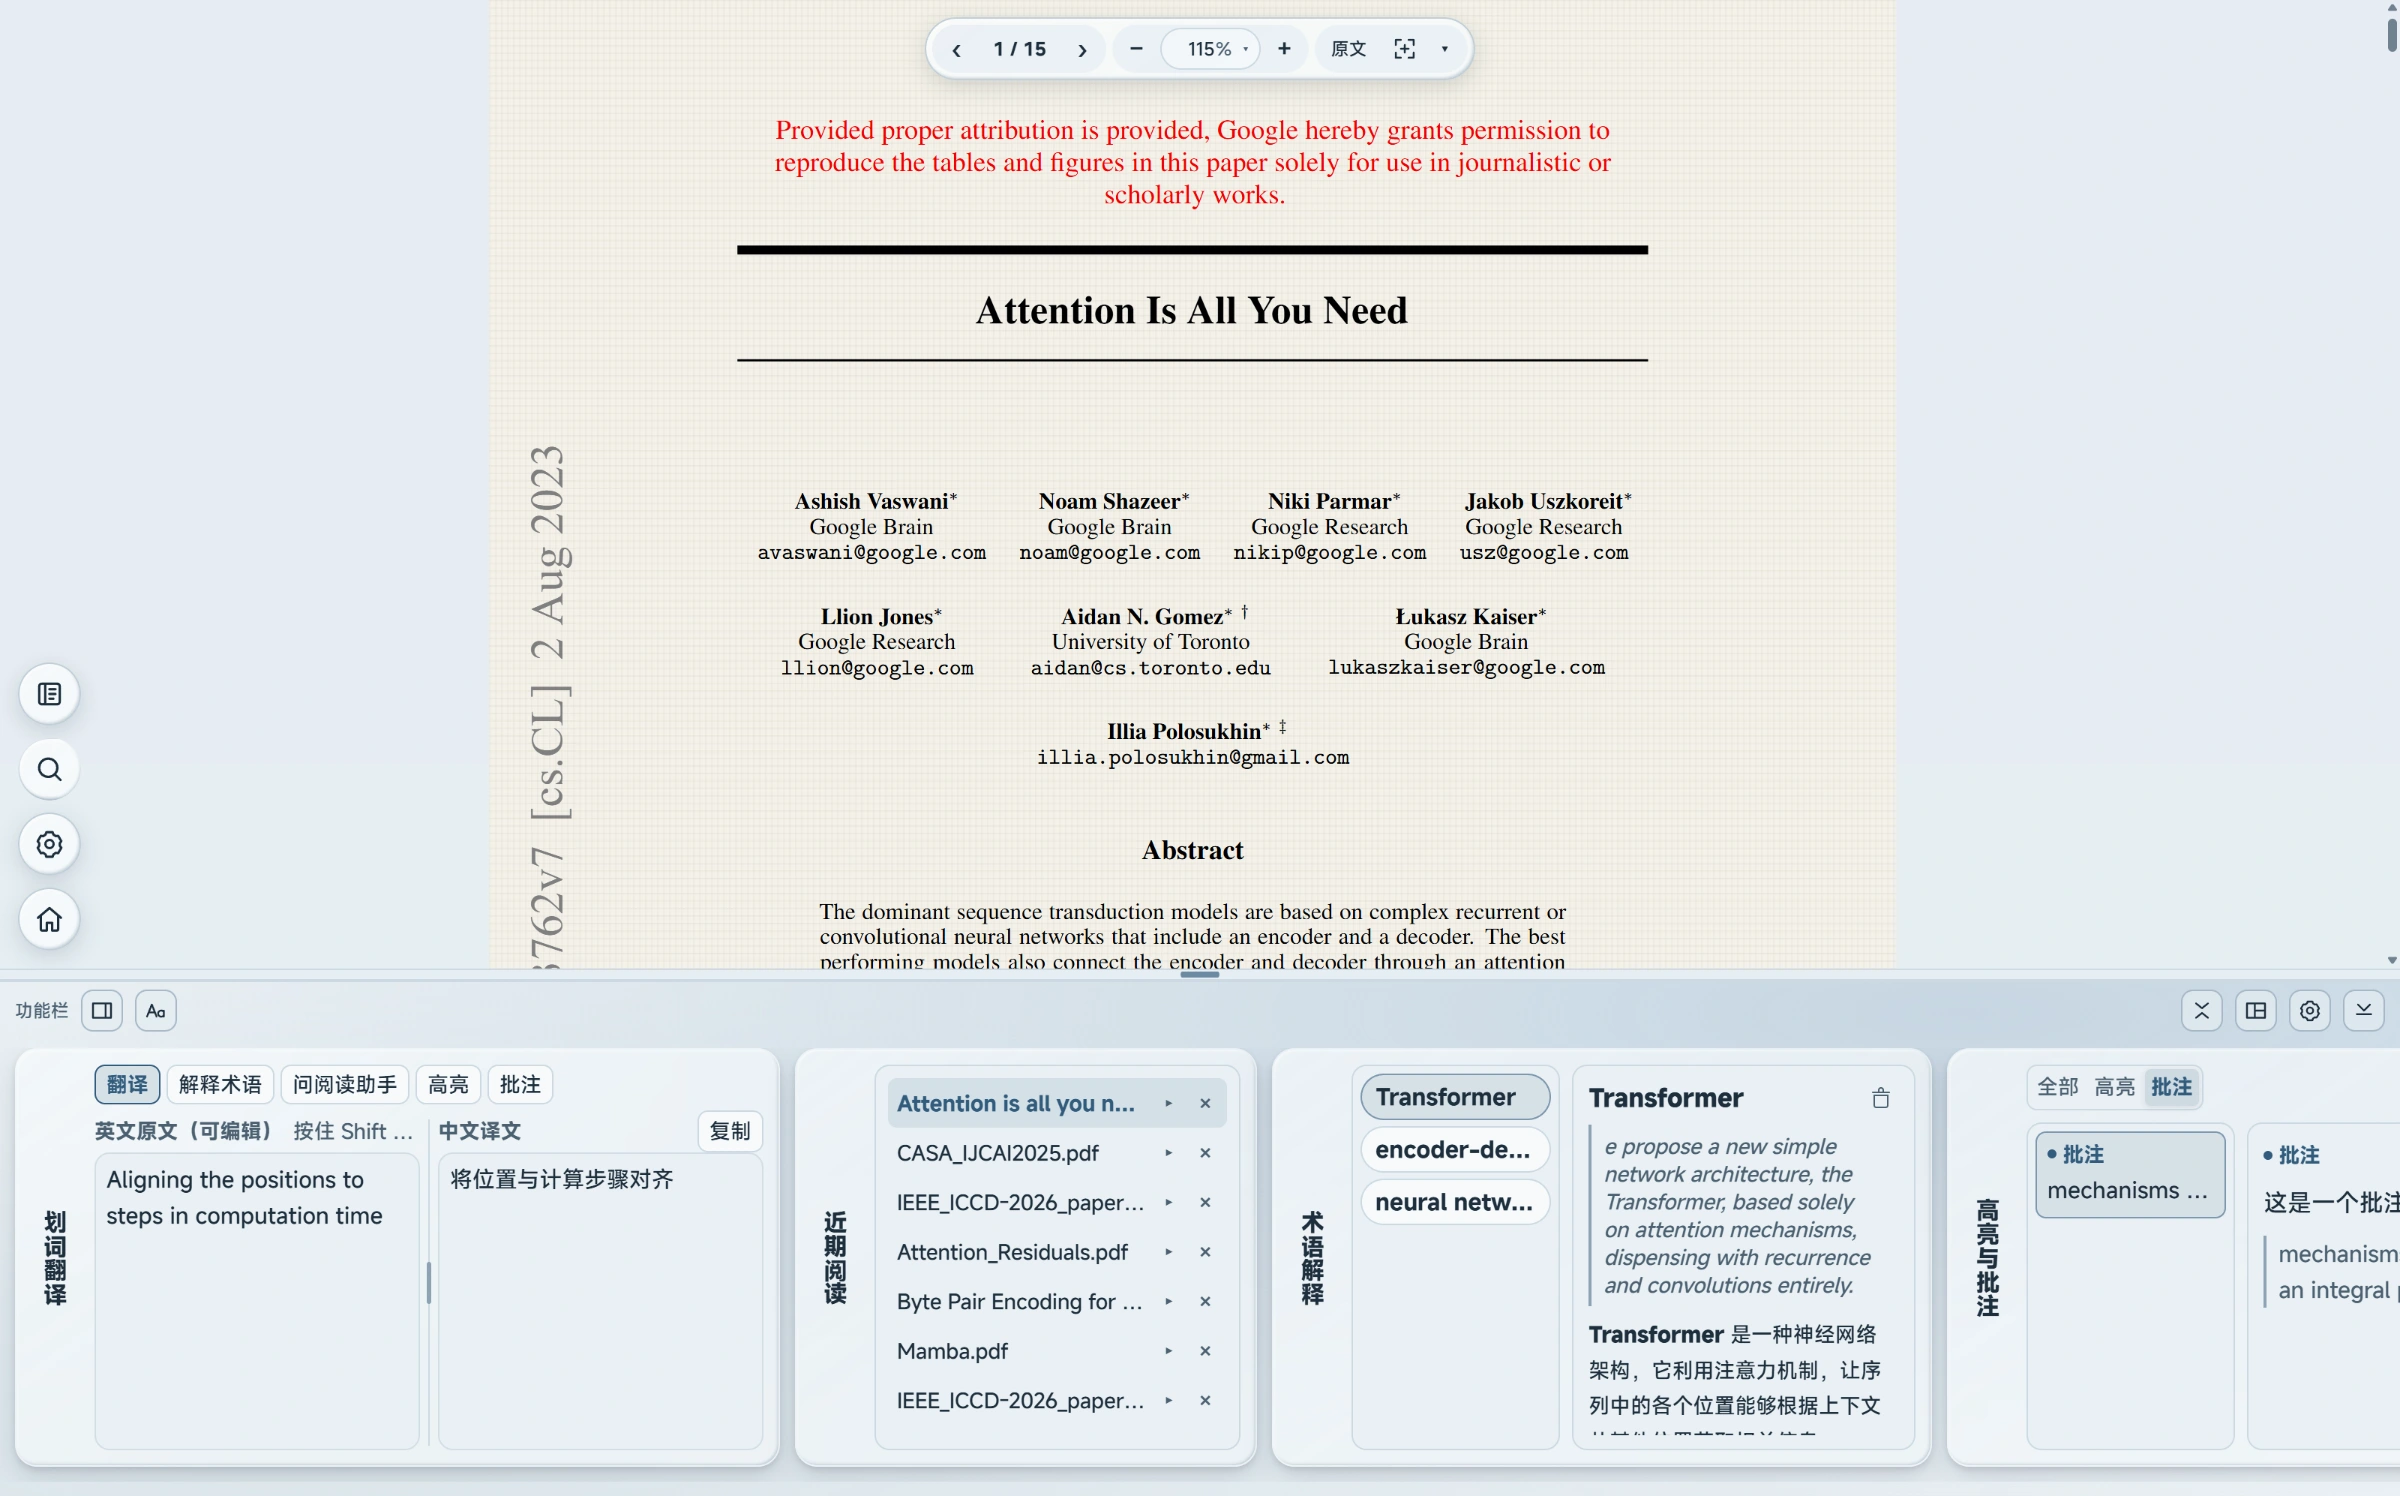 1 / 15
115%
原文
Provided proper attribution is provided, Google hereby grants permission to
reproduce the tables and figures in this paper solely for use in journalistic or
scholarly works.
Attention Is All You Need
Ashish Vaswani* Noam Shazeer* Niki Parmar* Jakob Uszkoreit*
Google Brain Google Brain Google Research Google Research
avaswani@google.com noam@google.com nikip@google.com usz@google.com
Llion Jones* Aidan N. Gomez* † Łukasz Kaiser*
Google Research University of Toronto Google Brain
llion@google.com aidan@cs.toronto.edu lukaszkaiser@google.com
Illia Polosukhin* ‡
illia.polosukhin@gmail.com
3762v7 [cs.CL] 2 Aug 2023
Abstract
The dominant sequence transduction models are based on complex recurrent or
convolutional neural networks that include an encoder and a decoder. The best
performing models also connect the encoder and decoder through an attention
功能栏
Aa
划词翻译
翻译 解释术语 问阅读助手 高亮 批注
英文原文（可编辑） 按住 Shift ...
中文译文
复制
Aligning the positions to
steps in computation time
将位置与计算步骤对齐
近期阅读
Attention is all you n...
CASA_IJCAI2025.pdf
IEEE_ICCD-2026_paper...
Attention_Residuals.pdf
Byte Pair Encoding for ...
Mamba.pdf
IEEE_ICCD-2026_paper...
术语解释
Transformer
encoder-de...
neural netw...
Transformer
e propose a new simple
network architecture, the
Transformer, based solely
on attention mechanisms,
dispensing with recurrence
and convolutions entirely.
Transformer 是一种神经网络
架构，它利用注意力机制，让序
列中的各个位置能够根据上下文
高亮与批注
全部 高亮 批注
批注
mechanisms ...
批注
这是一个批注
mechanisms
an integral